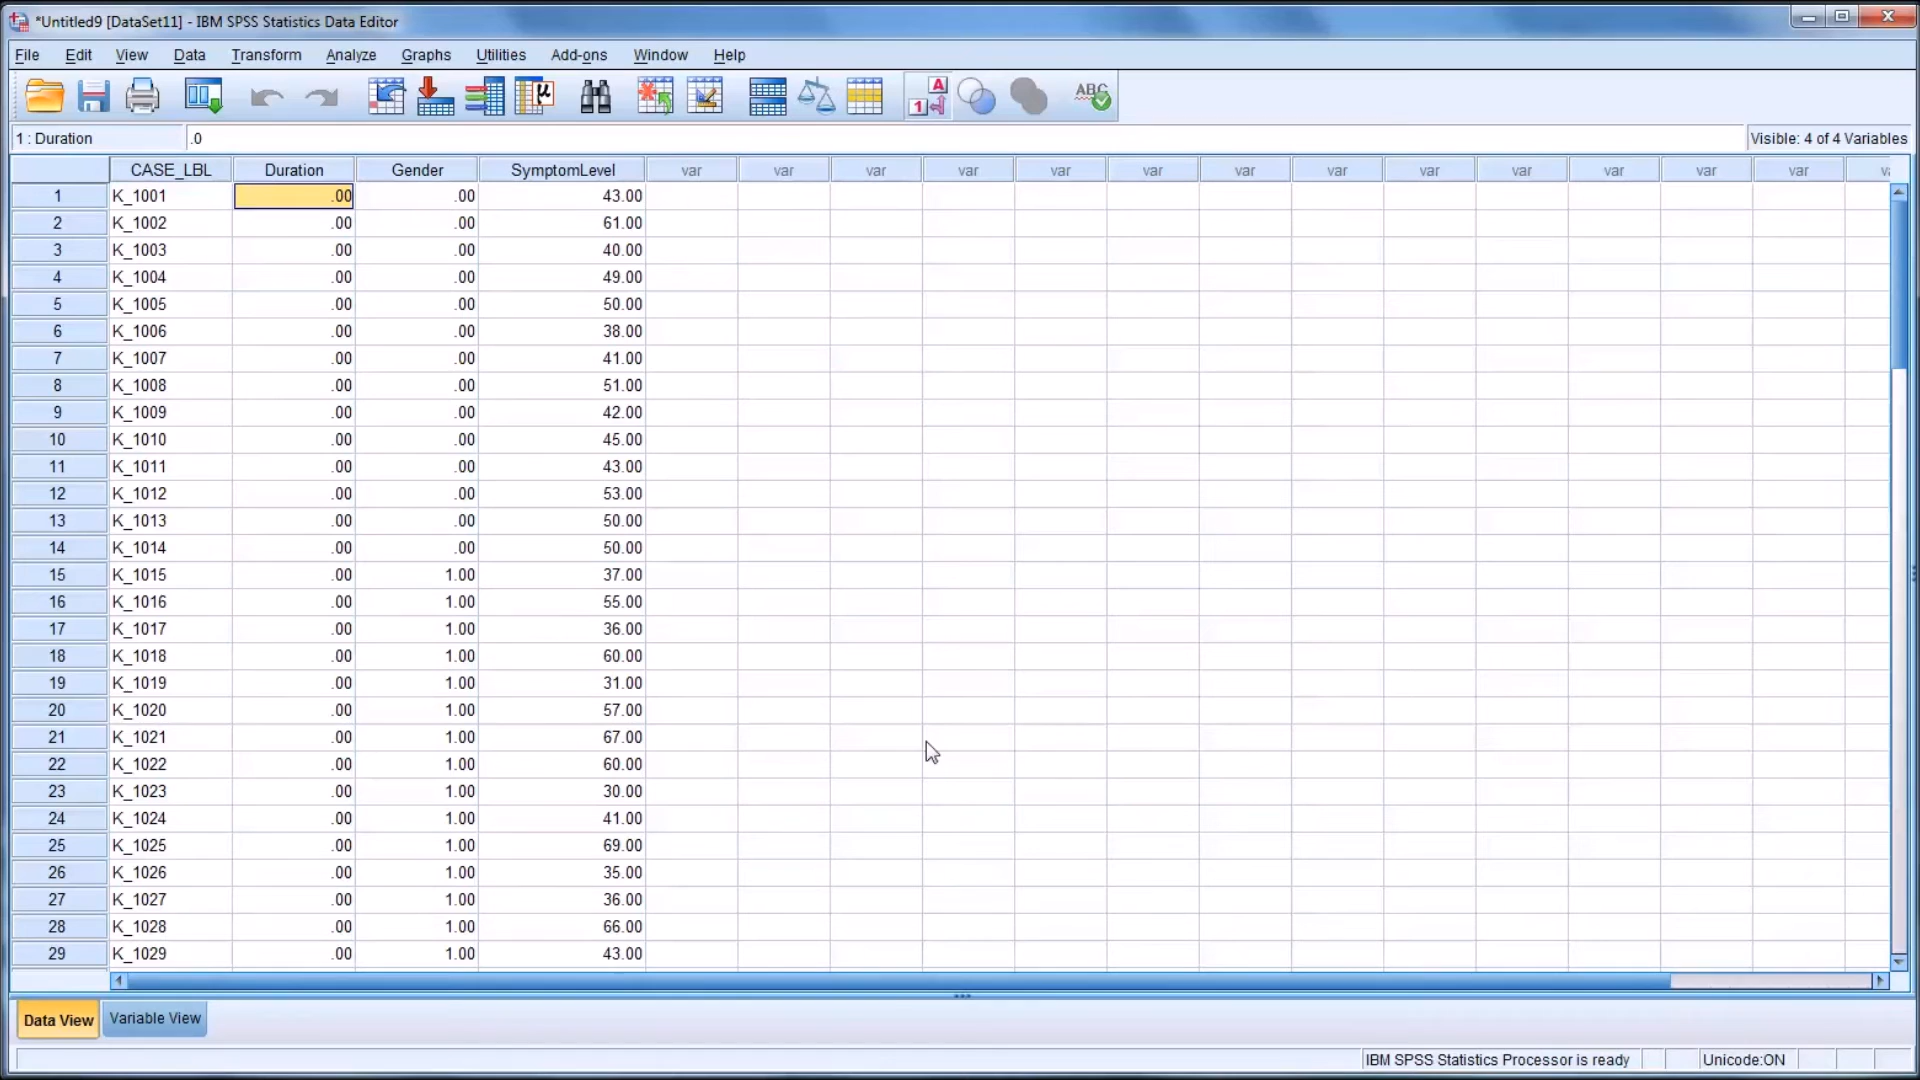 *Untitled9 [DataSet11] - IBM SPSS Statistics Data Editor
File Edit View Data Transform Analyze Graphs Utilities Add-ons Window Help
1 : Duration .0 Visible: 4 of 4 Variables
CASE_LBL Duration Gender SymptomLevel var var var var var var var var var var var var var
1 K_1001 .00 .00 43.00
2 K_1002 .00 .00 61.00
3 K_1003 .00 .00 40.00
4 K_1004 .00 .00 49.00
5 K_1005 .00 .00 50.00
6 K_1006 .00 .00 38.00
7 K_1007 .00 .00 41.00
8 K_1008 .00 .00 51.00
9 K_1009 .00 .00 42.00
10 K_1010 .00 .00 45.00
11 K_1011 .00 .00 43.00
12 K_1012 .00 .00 53.00
13 K_1013 .00 .00 50.00
14 K_1014 .00 .00 50.00
15 K_1015 .00 1.00 37.00
16 K_1016 .00 1.00 55.00
17 K_1017 .00 1.00 36.00
18 K_1018 .00 1.00 60.00
19 K_1019 .00 1.00 31.00
20 K_1020 .00 1.00 57.00
21 K_1021 .00 1.00 67.00
22 K_1022 .00 1.00 60.00
23 K_1023 .00 1.00 30.00
24 K_1024 .00 1.00 41.00
25 K_1025 .00 1.00 69.00
26 K_1026 .00 1.00 35.00
27 K_1027 .00 1.00 36.00
28 K_1028 .00 1.00 66.00
29 K_1029 .00 1.00 43.00
Data View Variable View
IBM SPSS Statistics Processor is ready Unicode:ON